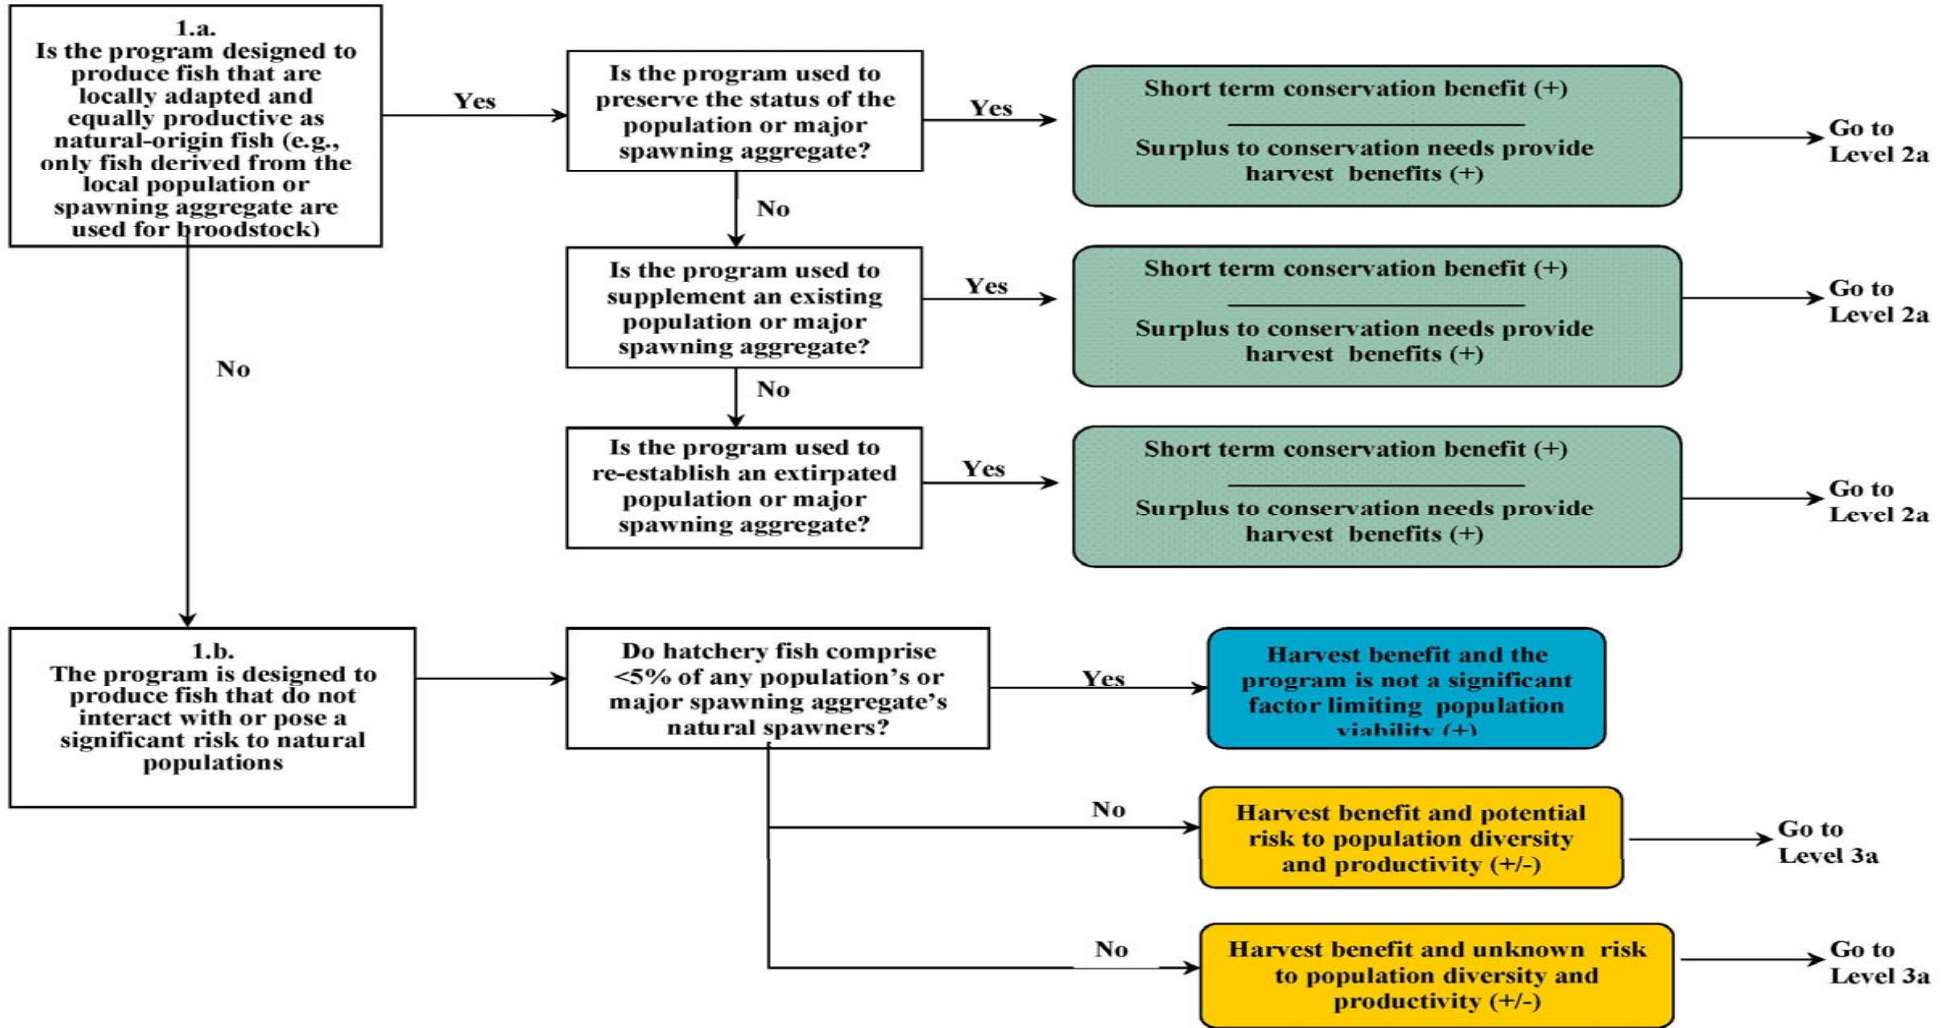 1.a.
Is the program designed to
produce fish that are
locally adapted and
equally productive as
natural-origin fish (e.g.,
only fish derived from the
local population or
spawning aggregate are
used for broodstock)
Yes
Is the program used to
preserve the status of the
population or major
spawning aggregate?
Yes
Short term conservation benefit (+)
Surplus to conservation needs provide
harvest benefits (+)
Go to
Level 2a
No
Is the program used to
supplement an existing
population or major
spawning aggregate?
Yes
Short term conservation benefit (+)
Surplus to conservation needs provide
harvest benefits (+)
Go to
Level 2a
No
No
Is the program used to
re-establish an extirpated
population or major
spawning aggregate?
Yes
Short term conservation benefit (+)
Surplus to conservation needs provide
harvest benefits (+)
Go to
Level 2a
1.b.
The program is designed to
produce fish that do not
interact with or pose a
significant risk to natural
populations
Do hatchery fish comprise
<5% of any population's or
major spawning aggregate's
natural spawners?
Yes
Harvest benefit and the
program is not a significant
factor limiting population
viability (+)
No
Harvest benefit and potential
risk to population diversity
and productivity (+/-)
Go to
Level 3a
No
Harvest benefit and unknown risk
to population diversity and
productivity (+/-)
Go to
Level 3a